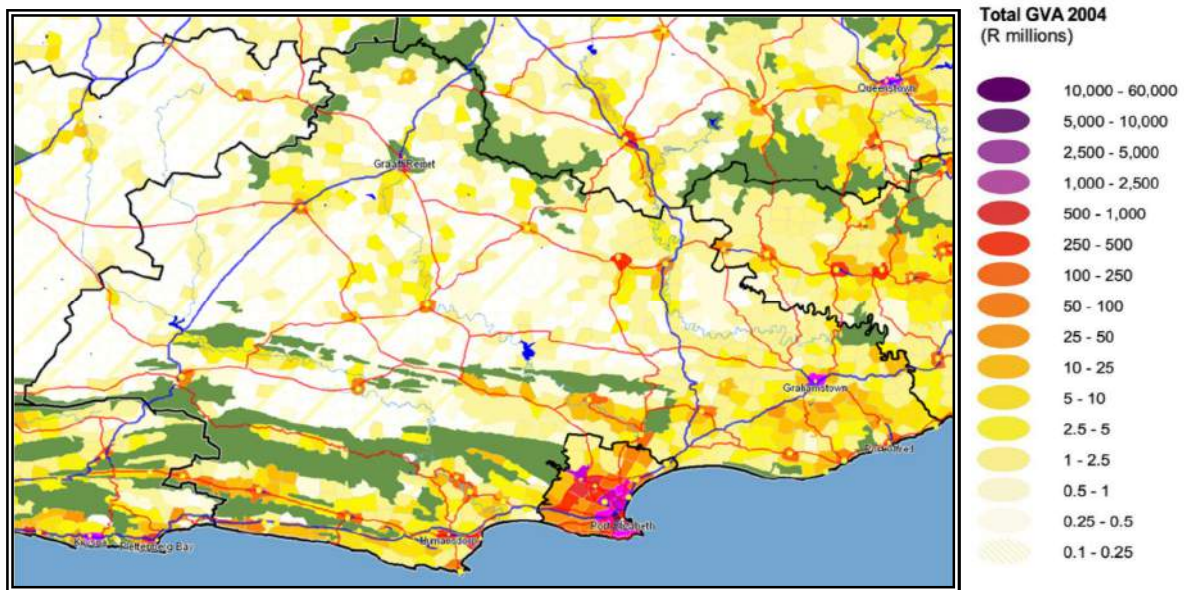 Total GVA 2004
(R millions)
10,000 - 60,000
5,000 - 10,000
2,500 - 5,000
1,000 - 2,500
500 - 1,000
250 - 500
100 - 250
50 - 100
25 - 50
10 - 25
5 - 10
2.5 - 5
1 - 2.5
0.5 - 1
0.25 - 0.5
0.1 - 0.25
Queenstown
Graaff-Reinet
Grahamstown
Port Alfred
Port Elizabeth
Humansdorp
Knysna
Plettenberg Bay